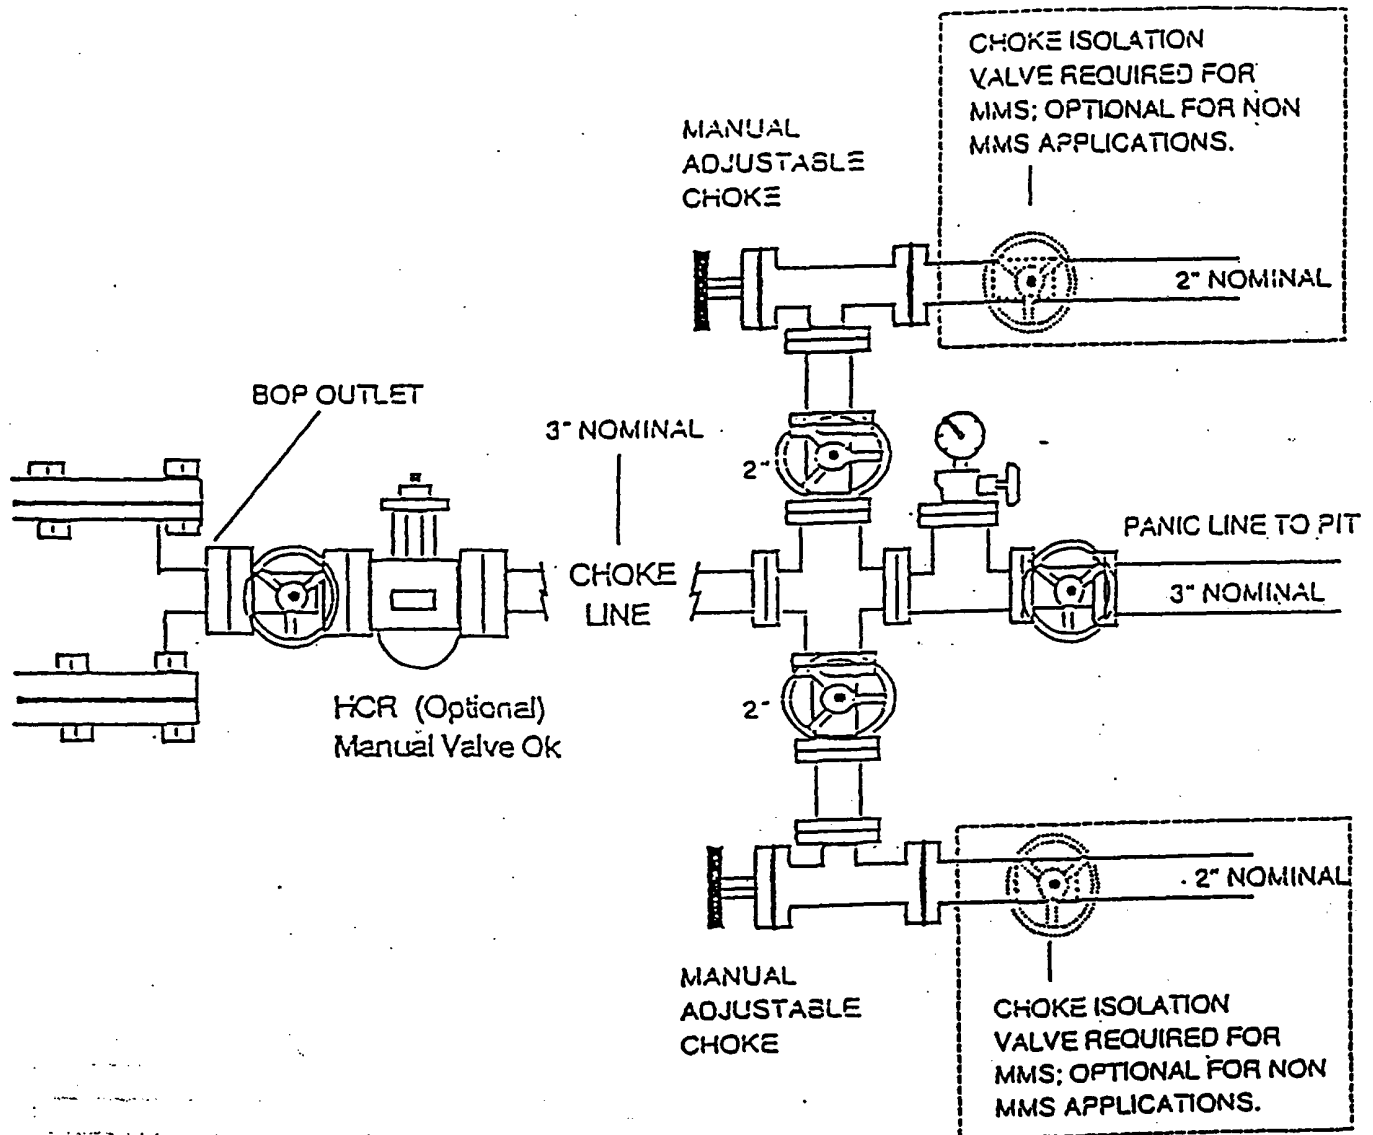 CHOKE ISOLATION
VALVE REQUIRED FOR
MMS; OPTIONAL FOR NON
MMS APPLICATIONS.
MANUAL
ADJUSTABLE
CHOKE
2" NOMINAL
BOP OUTLET
3" NOMINAL
2"
PANIC LINE TO PIT
CHOKE
LINE
3" NOMINAL
HCR (Optional)
Manual Valve Ok
2"
2" NOMINAL
MANUAL
ADJUSTABLE
CHOKE
CHOKE ISOLATION
VALVE REQUIRED FOR
MMS; OPTIONAL FOR NON
MMS APPLICATIONS.